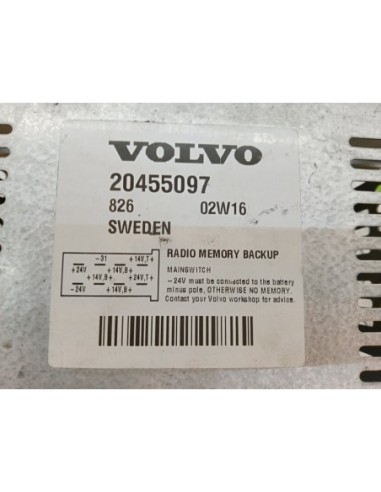 VOLVO
20455097
826 02W16
SWEDEN
RADIO MEMORY BACKUP
MAINSWITCH
-24V must be connected to the battery
minus pole, OTHERWISE NO MEMORY.
Contact your Volvo workshop for advice.
-31 +14V,T+
+24V +14V,B+
+14V,B+ +24V,T+
-24V +14V,B+